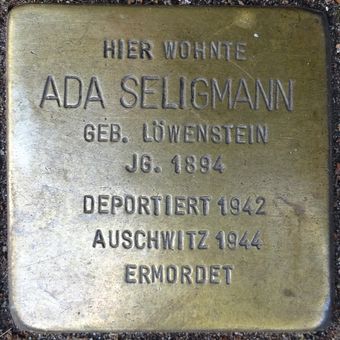 HIER WOHNTE
ADA SELIGMANN
GEB. LÖWENSTEIN
JG. 1894
DEPORTIERT 1942
AUSCHWITZ 1944
ERMORDET